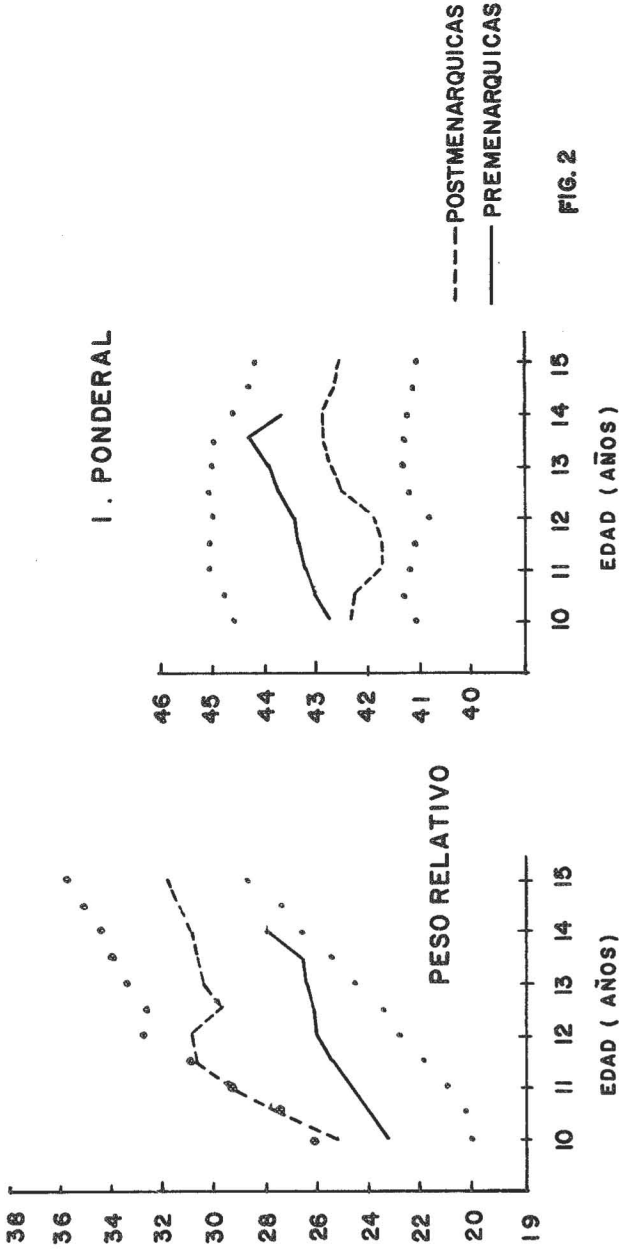 38
36
34
32
30
28
26
24
22
20
19
PESO RELATIVO
10 11 12 13 14 15
EDAD ( AÑOS)
I. PONDERAL
46
45
44
43
42
41
40
10 11 12 13 14 15
EDAD (AÑOS)
----POSTMENARQUICAS
—— PREMENARQUICAS
FIG. 2